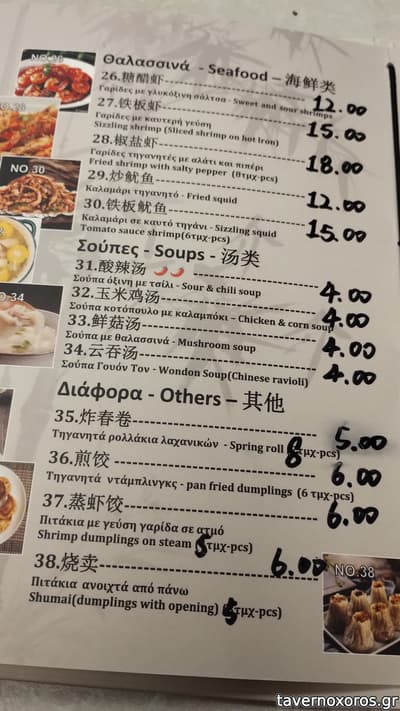 Θαλασσινά - Seafood – 海鲜类
26.糖醋虾 12.00
Γαρίδες με γλυκόξινη σάλτσα - Sweet and sour shrimps
27.铁板虾 15.00
Γαρίδες με καυτερή γεύση
Sizzling shrimp (Sliced shrimp on hot iron)
28.椒盐虾 18.00
Γαρίδες τηγανητές με αλάτι και πιπέρι
Fried shrimp with salty pepper (8τμχ-pcs)
29.炒鱿鱼 12.00
Καλαμάρι τηγανητό - Fried squid
30.铁板鱿鱼 15.00
Καλαμάρι σε καυτό τηγάνι - Sizzling squid
Tomato sauce shrimp(6τμχ-pcs)
Σούπες - Soups - 汤类
31.酸辣汤 4.00
Σούπα όξινη με τσίλι - Sour & chili soup
32.玉米鸡汤 4.00
Σούπα κοτόπουλο με καλαμπόκι – Chicken & corn soup
33.鲜菇汤 4.00
Σούπα με θαλασσινά - Mushroom soup
34.云吞汤 4.00
Σούπα Γουόν Τον - Wondon Soup(Chinese ravioli)
Διάφορα - Others – 其他
35.炸春卷 5.00
Τηγανητά ρολλάκια λαχανικών - Spring roll (8τμχ-pcs)
36.煎饺 6.00
Τηγανητά ντάμπλινγκς - pan fried dumplings (6 τμχ-pcs)
37.蒸虾饺 6.00
Πιτάκια με γεύση γαρίδα σε ατμό
Shrimp dumplings on steam (5τμχ-pcs)
38.烧卖 6.00
Πιτάκια ανοιχτά από πάνω
Shumai(dumplings with opening) (5τμχ-pcs)
NO 30
NO.38
tavernoxoros.gr